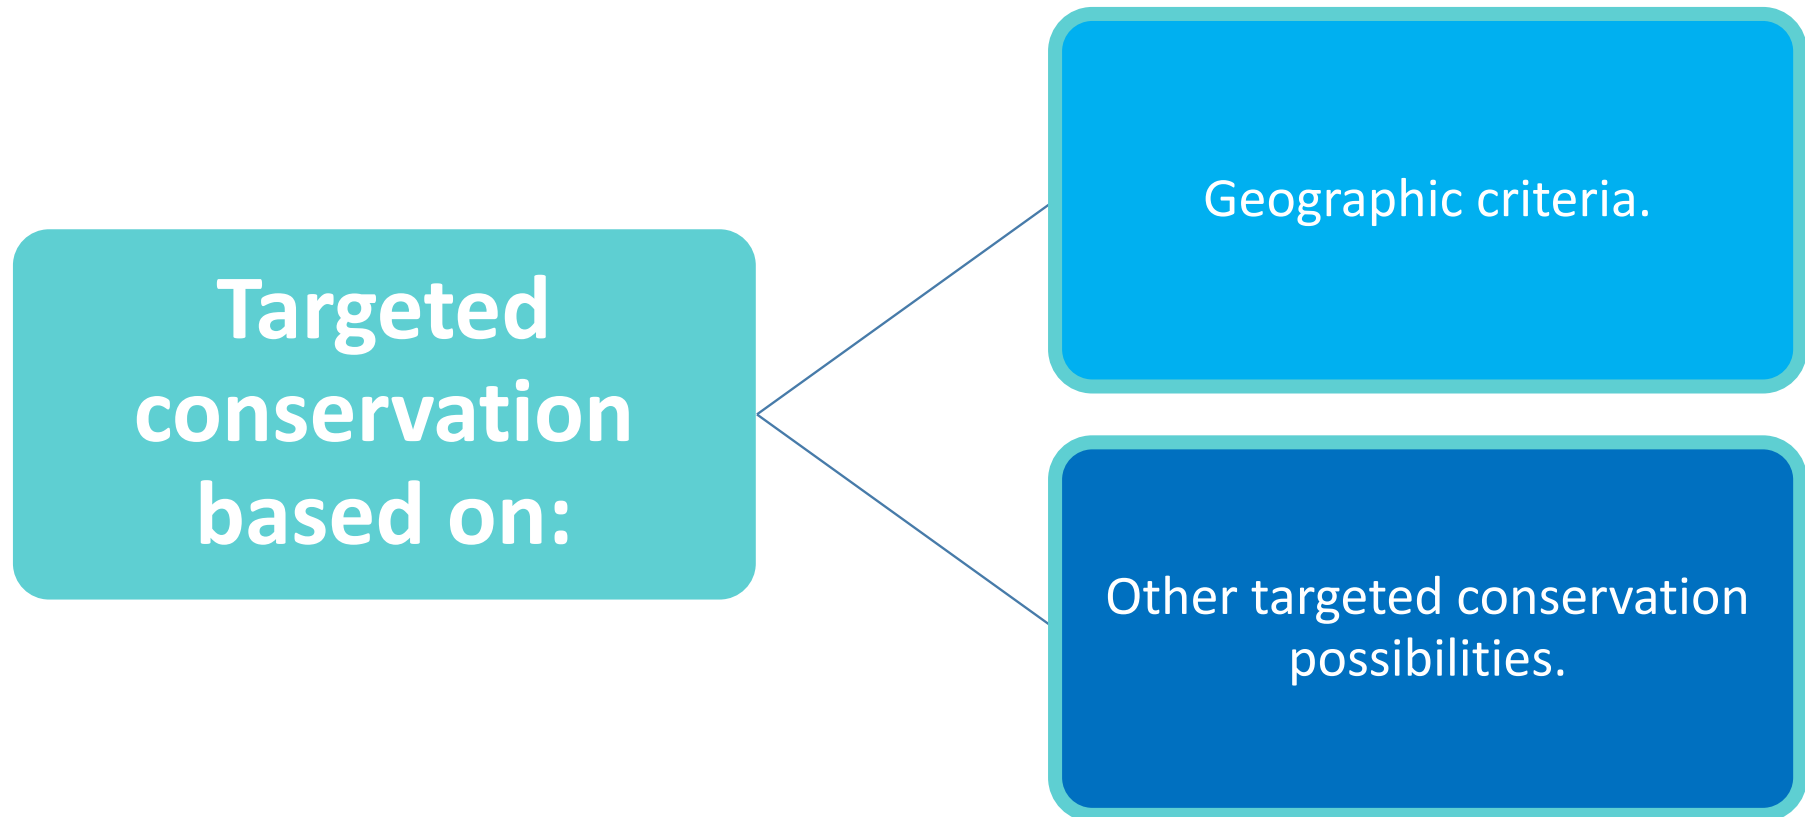 Targeted
conservation
based on:
Geographic criteria.
Other targeted conservation
possibilities.